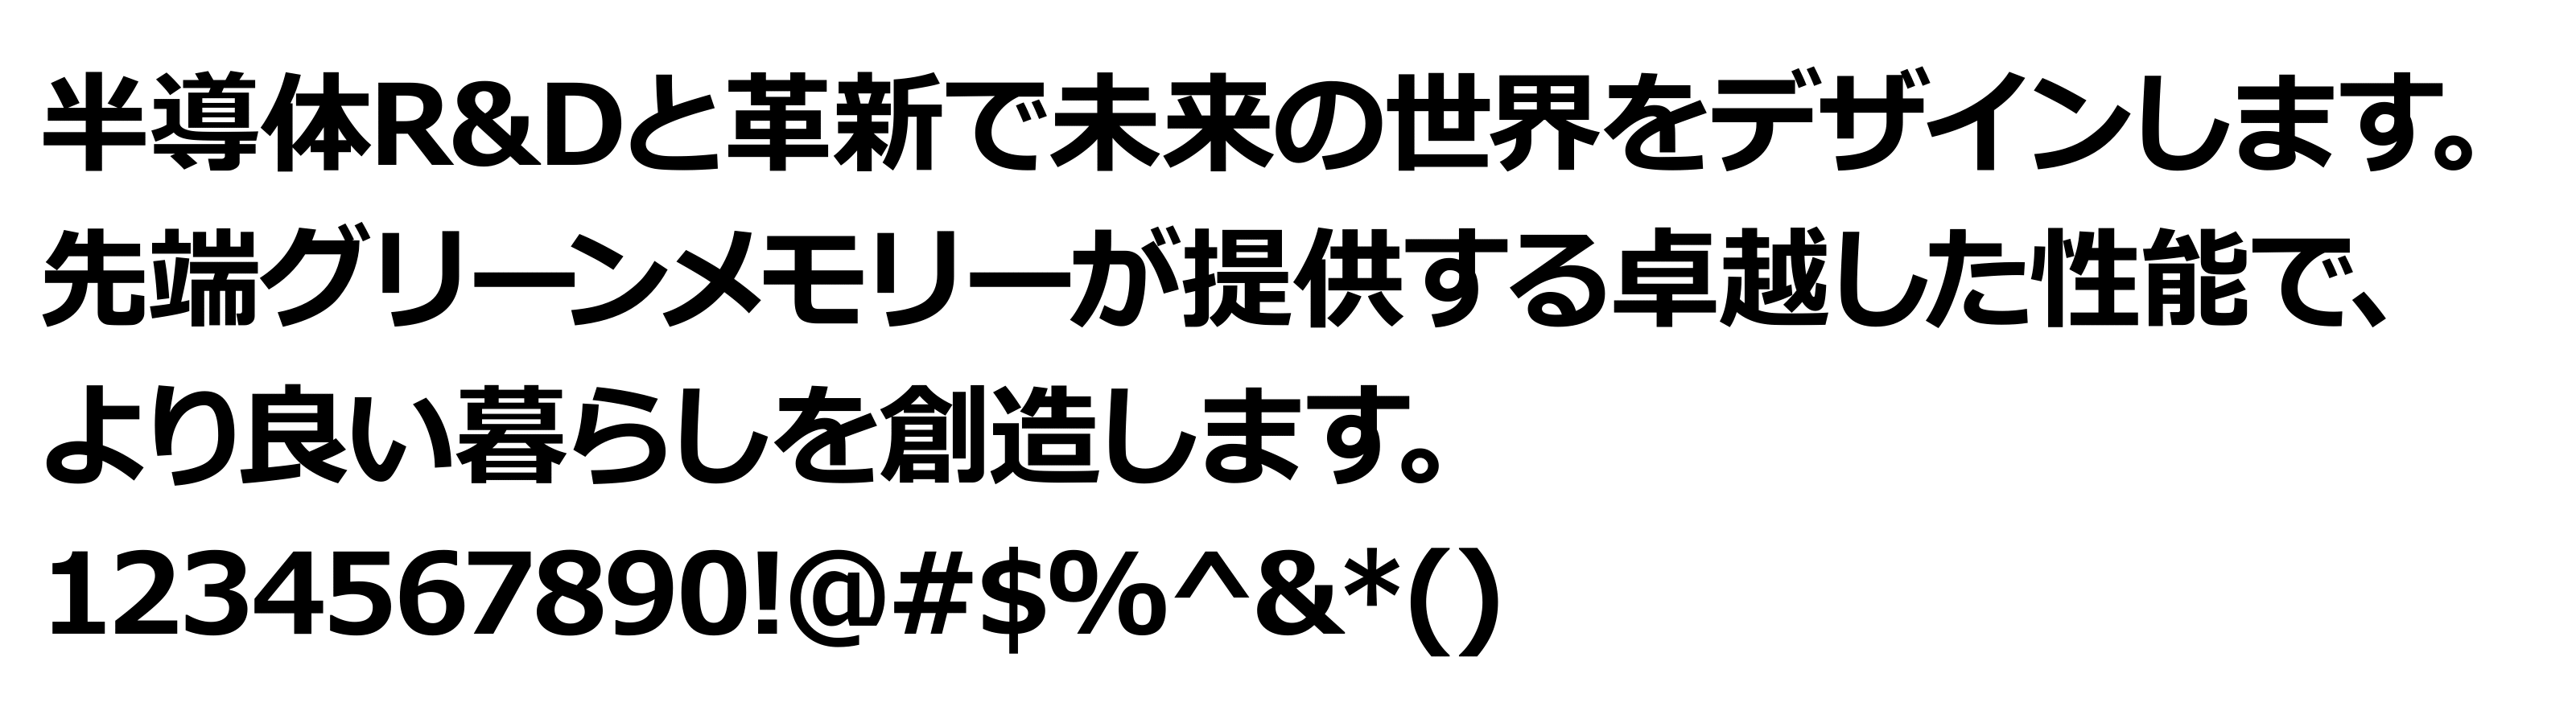 半導体R&Dと革新で未来の世界をデザインします。
先端グリーンメモリーが提供する卓越した性能で、
より良い暮らしを創造します。
1234567890!@#$%^&*()